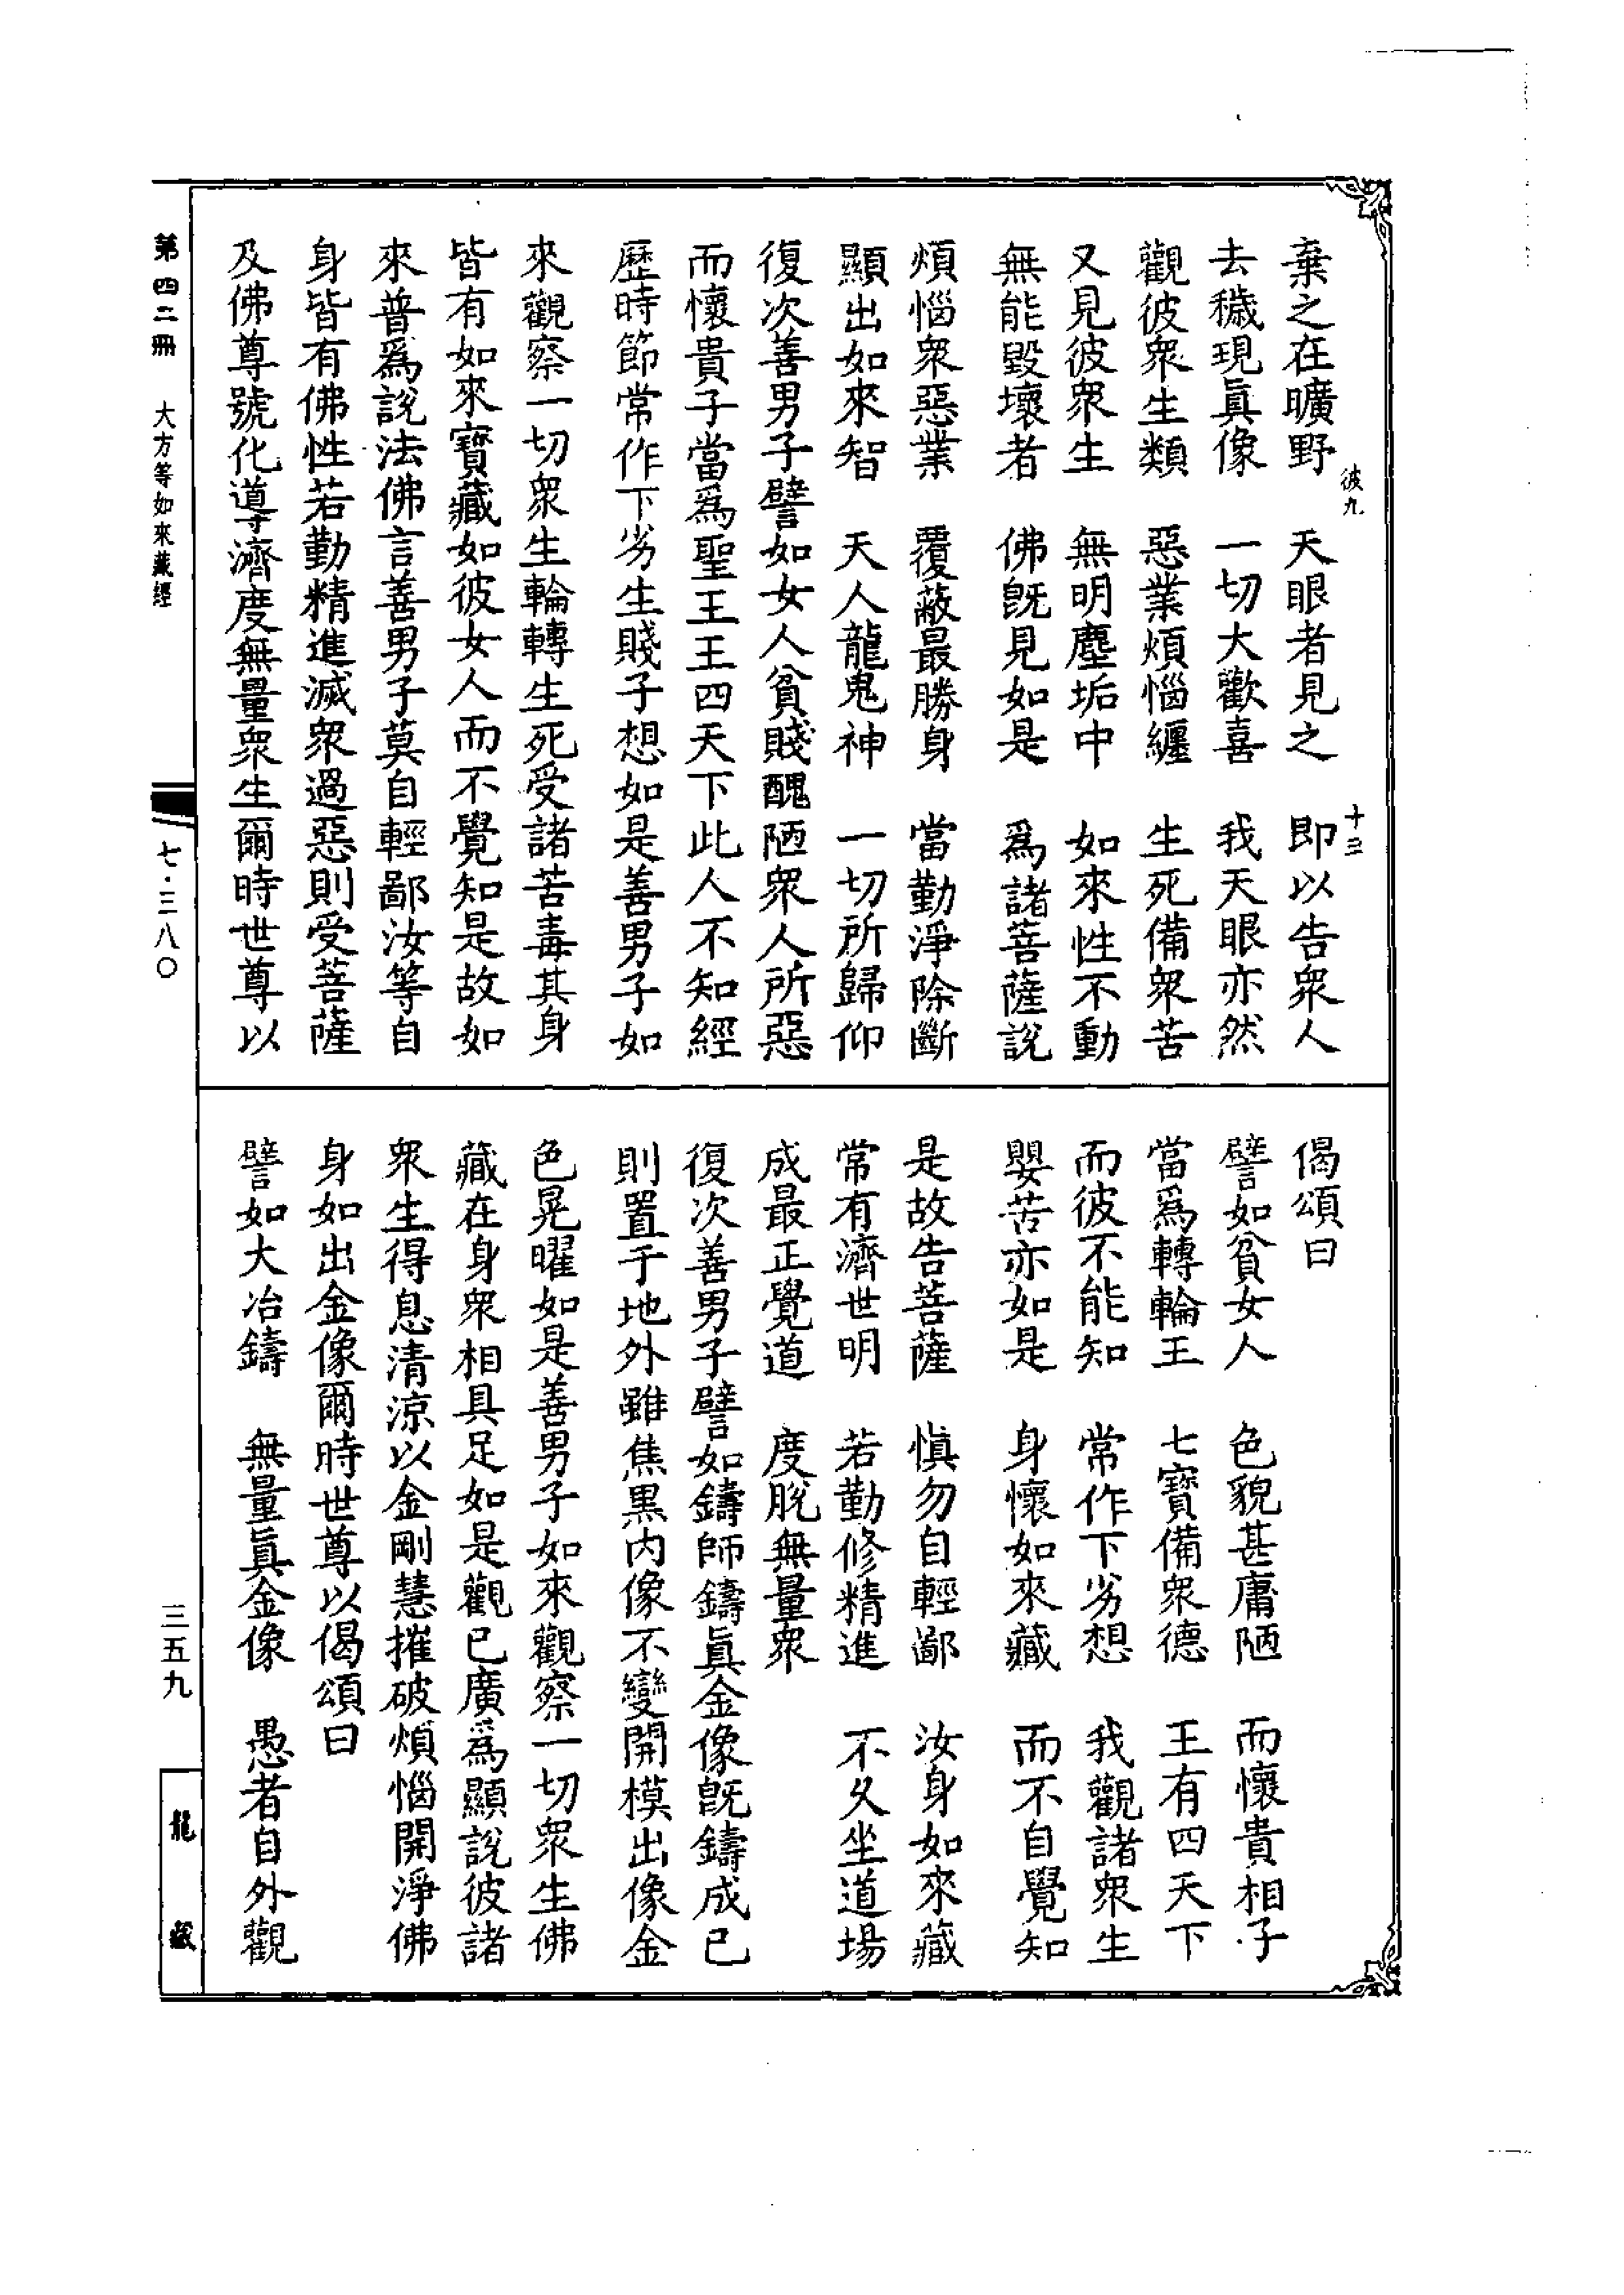 棄之在曠野　天眼者見之　即以告衆人
去穢現眞像　一切大歡喜　我天眼亦然
觀彼衆生類　惡業煩惱纒　生死備衆苦
又見彼衆生　無明塵垢中　如來性不動
無能毀壞者　佛旣見如是　爲諸菩薩說
煩惱衆惡業　覆蔽最勝身　當勤淨除斷
顯出如來智　天人龍鬼神　一切所歸仰
復次善男子譬如女人貧賤醜陋衆人所惡
而懷貴子當爲聖王王四天下此人不知經
歷時節常作下劣生賤子想如是善男子如
來觀察一切衆生輪轉生死受諸苦毒其身
皆有如來寶藏如彼女人而不覺知是故如
來普爲說法佛言善男子莫自輕鄙汝等自
身皆有佛性若勤精進滅衆過惡則受菩薩
及佛尊號化導濟度無量衆生爾時世尊以
彼九
十三
偈頌曰
譬如貧女人　色貌甚庸陋　而懷貴相子
當爲轉輪王　七寶備衆德　王有四天下
而彼不能知　常作下劣想　我觀諸衆生
嬰苦亦如是　身懷如來藏　而不自覺知
是故告菩薩　愼勿自輕鄙　汝身如來藏
常有濟世明　若勤修精進　不久坐道場
成最正覺道　度脫無量衆
復次善男子譬如鑄師鑄眞金像旣鑄成已
則置于地外雖焦黑內像不變開模出像金
色晃曜如是善男子如來觀察一切衆生佛
藏在身衆相具足如是觀已廣爲顯說彼諸
衆生得息清涼以金剛慧摧破煩惱開淨佛
身如出金像爾時世尊以偈頌曰
譬如大冶鑄　無量眞金像　愚者自外觀
第四二冊　大方等如來藏經
七·三八〇
三五九
龍藏